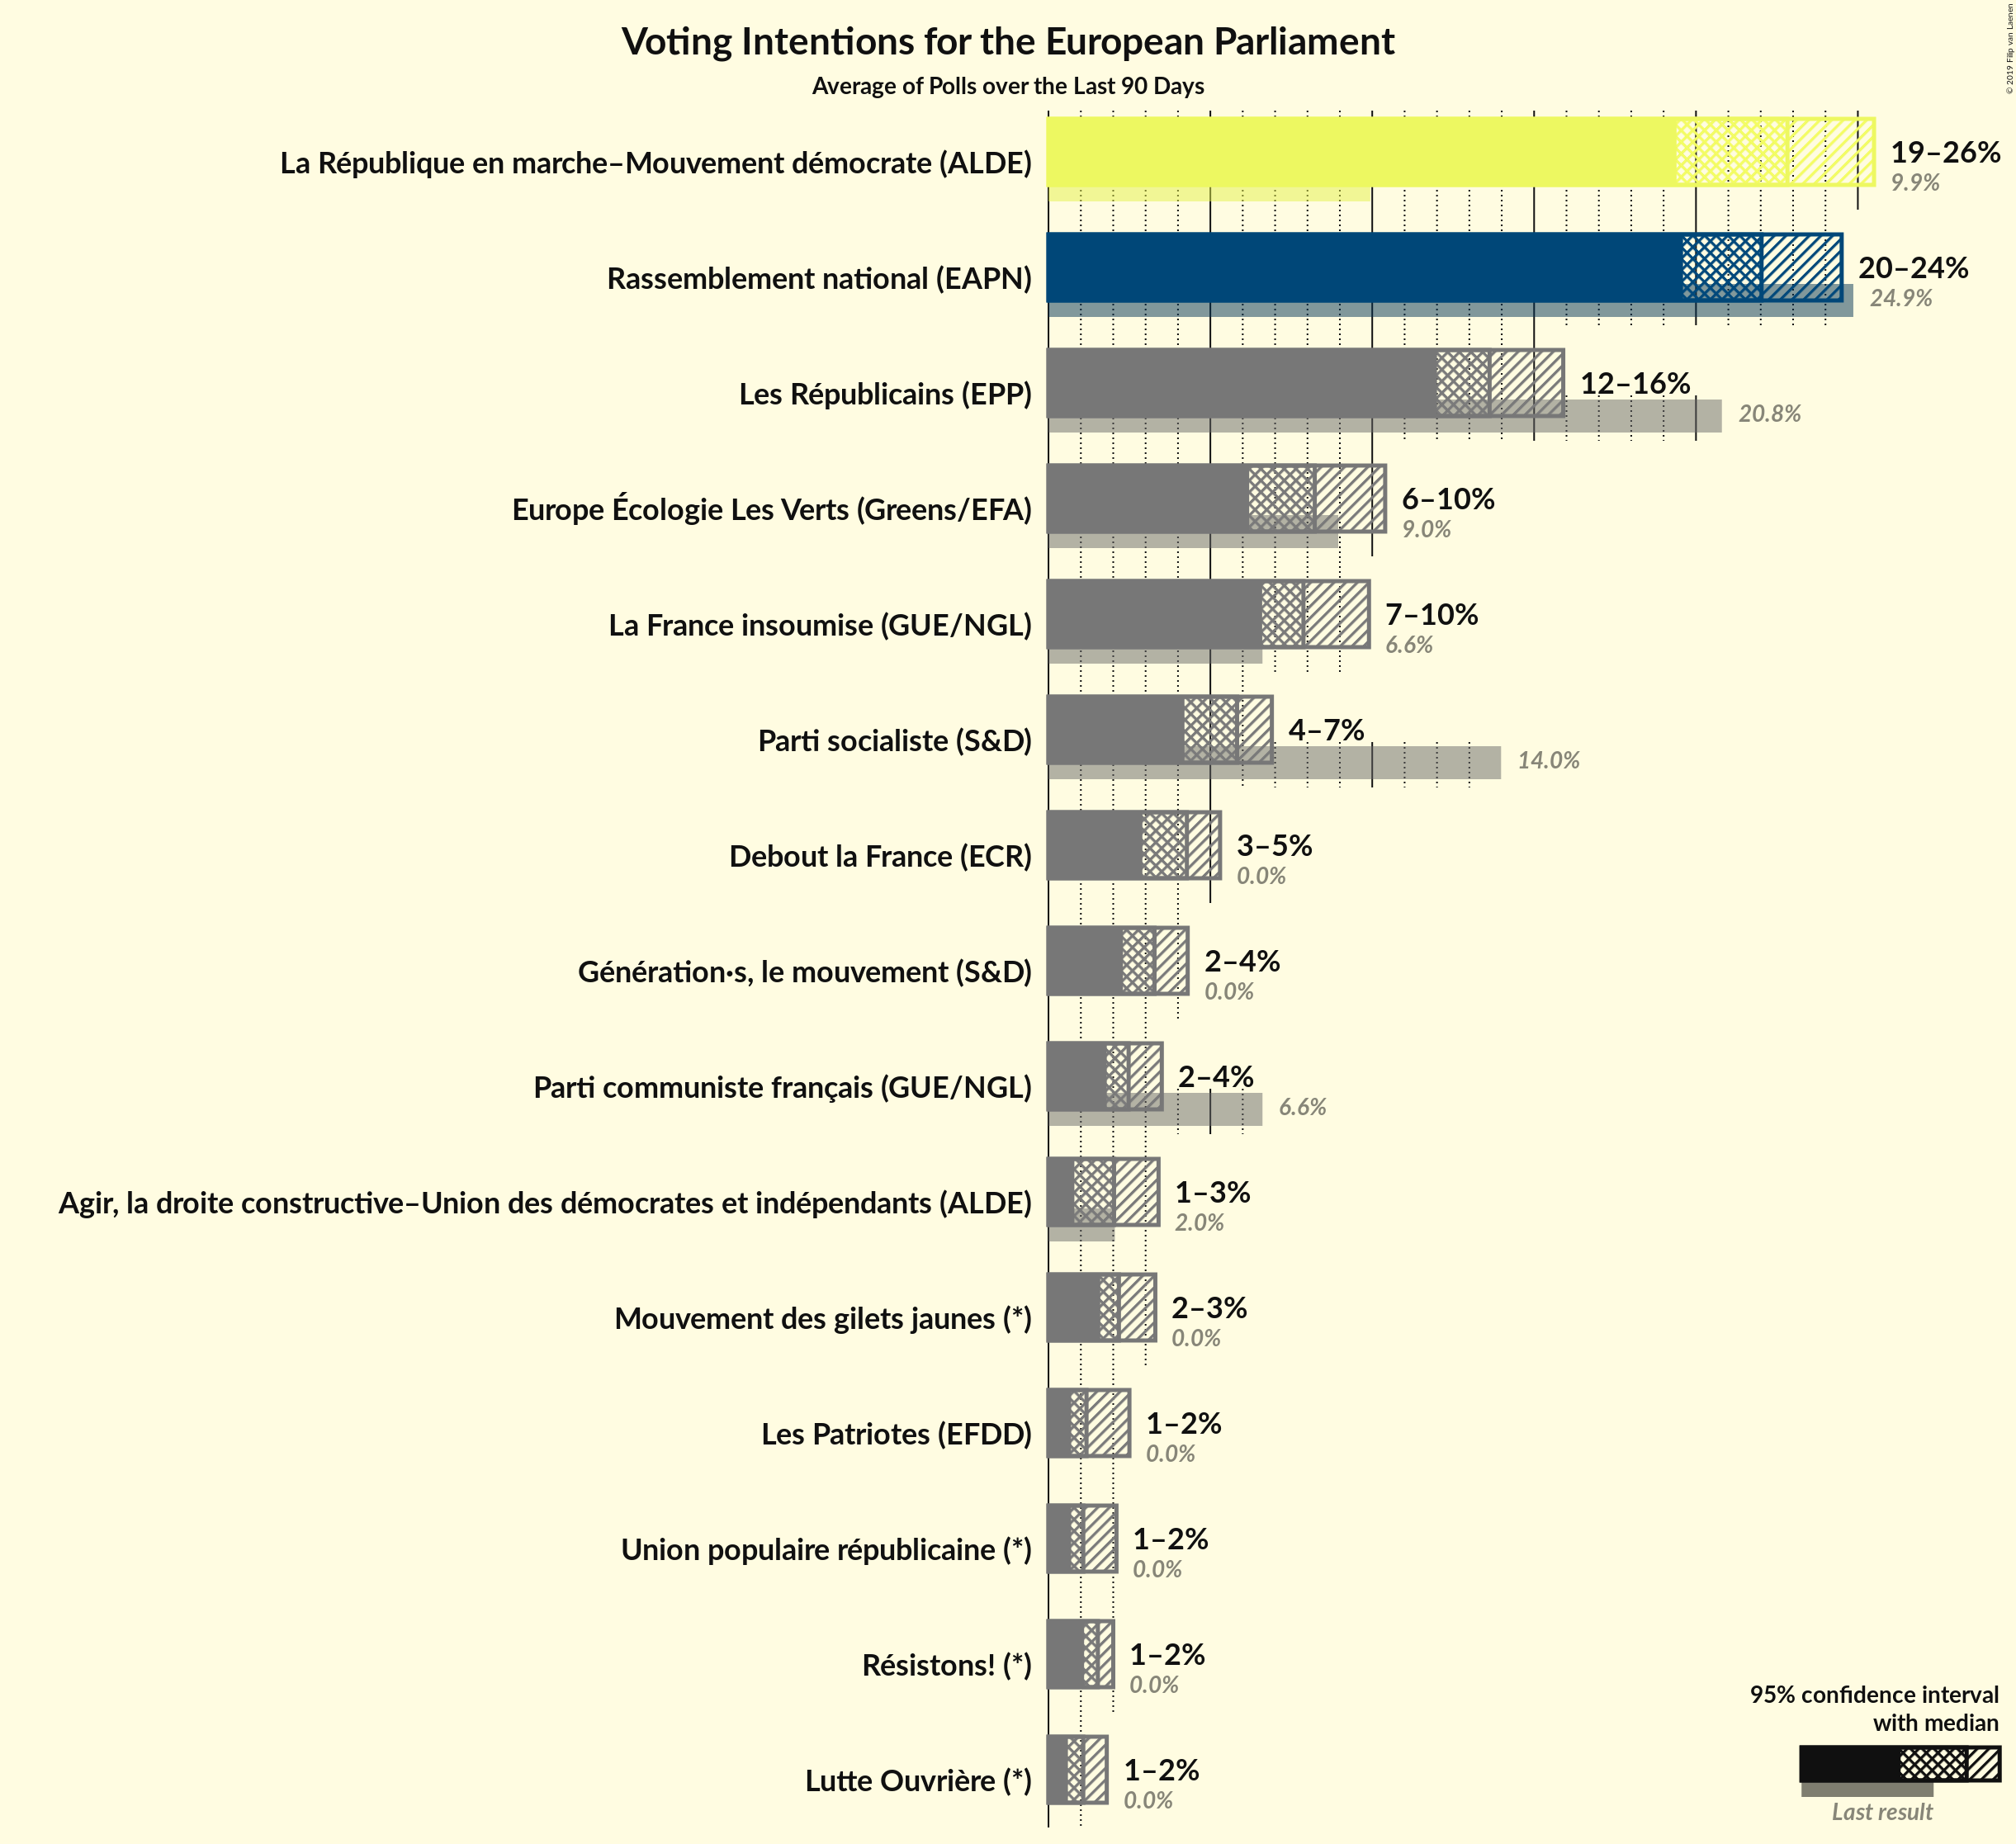 Voting Intentions for the European Parliament
Average of Polls over the Last 90 Days
© 2019 Filip van Laenen
La République en marche–Mouvement démocrate (ALDE)
19–26%
9.9%
Rassemblement national (EAPN)
20–24%
24.9%
Les Républicains (EPP)
12–16%
20.8%
Europe Écologie Les Verts (Greens/EFA)
6–10%
9.0%
La France insoumise (GUE/NGL)
7–10%
6.6%
Parti socialiste (S&D)
4–7%
14.0%
Debout la France (ECR)
3–5%
0.0%
Génération·s, le mouvement (S&D)
2–4%
0.0%
Parti communiste français (GUE/NGL)
2–4%
6.6%
Agir, la droite constructive–Union des démocrates et indépendants (ALDE)
1–3%
2.0%
Mouvement des gilets jaunes (*)
2–3%
0.0%
Les Patriotes (EFDD)
1–2%
0.0%
Union populaire républicaine (*)
1–2%
0.0%
Résistons! (*)
1–2%
0.0%
Lutte Ouvrière (*)
1–2%
0.0%
95% confidence interval
with median
Last result